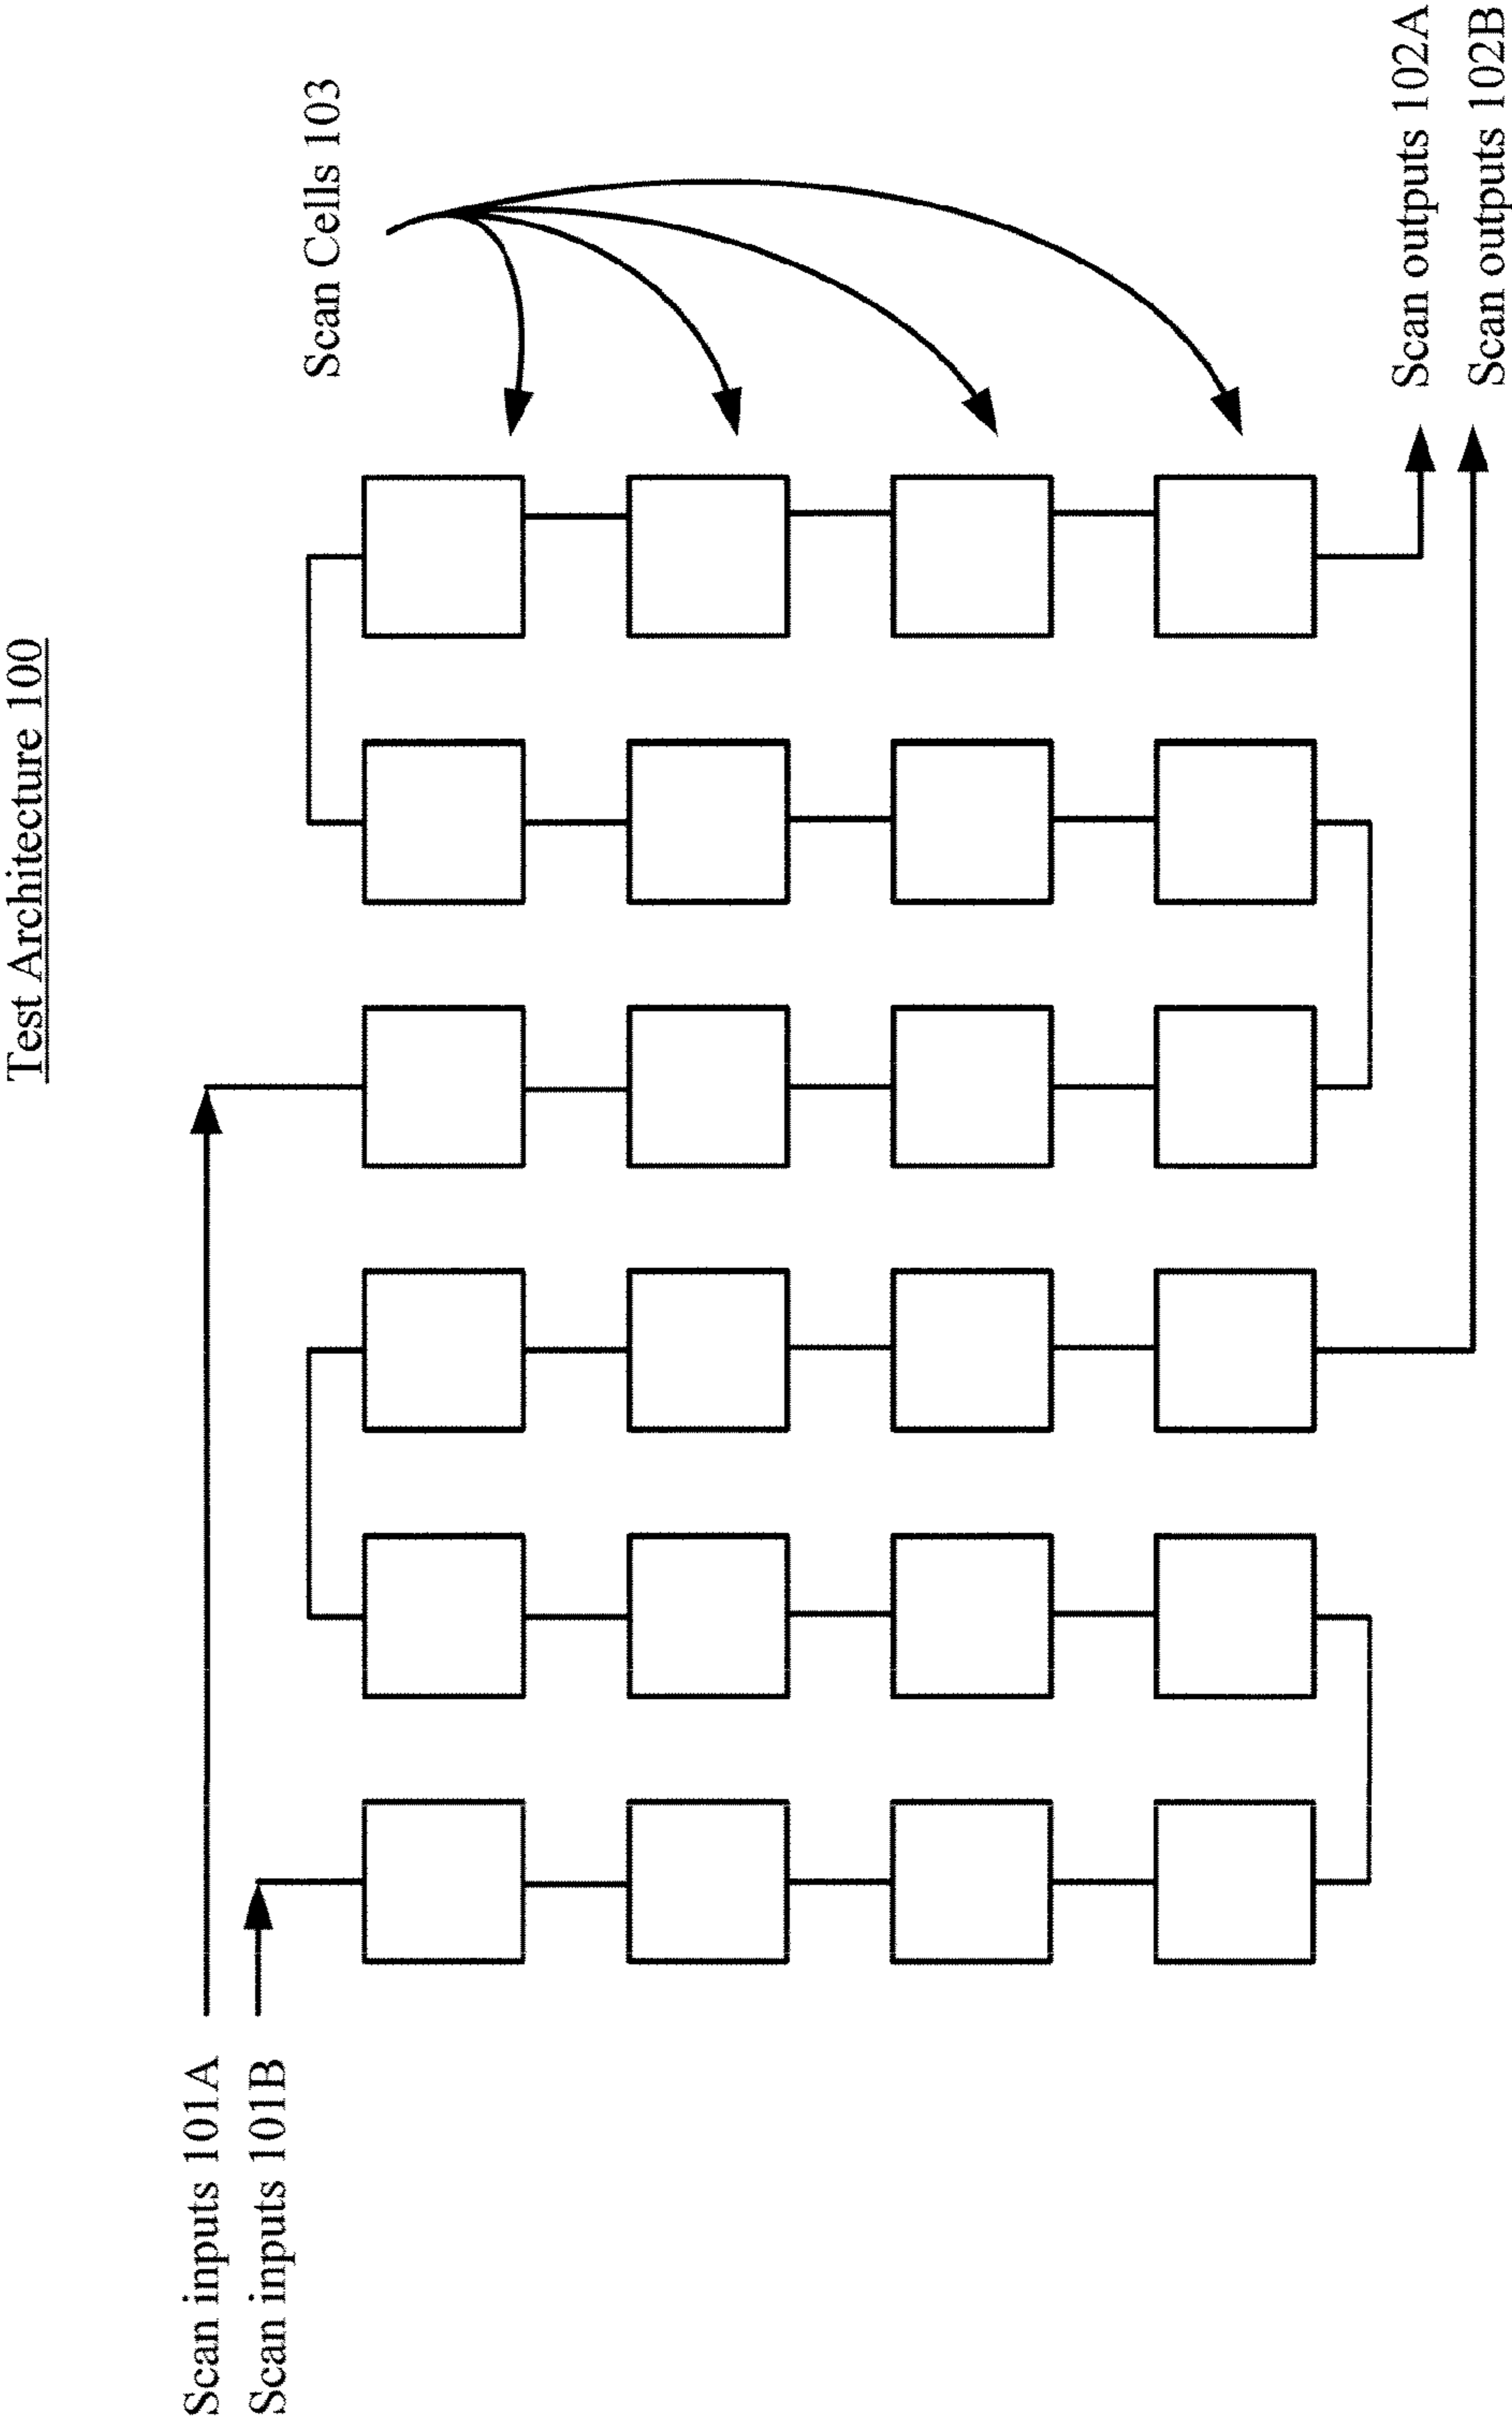 Test Architecture 100
Scan inputs 101A
Scan inputs 101B
Scan Cells 103
Scan outputs 102A
Scan outputs 102B